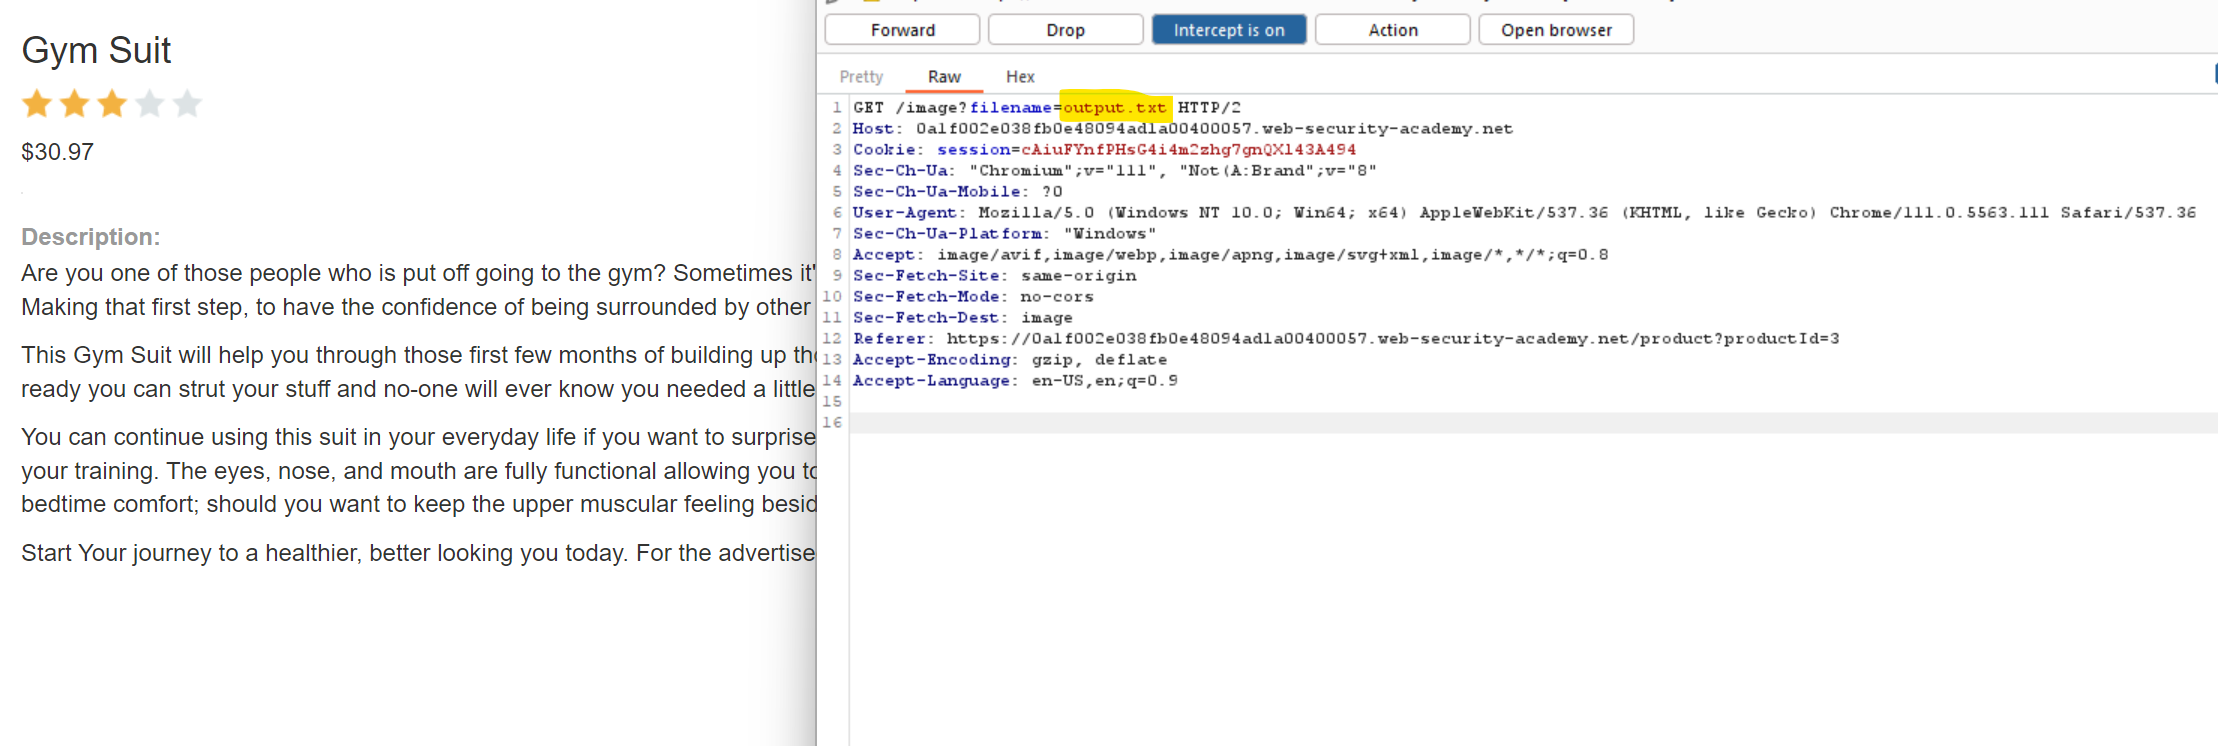 Gym Suit
$30.97
Description:
Are you one of those people who is put off going to the gym? Sometimes it'
Making that first step, to have the confidence of being surrounded by other
This Gym Suit will help you through those first few months of building up
ready you can strut your stuff and no-one will ever know you needed a little
You can continue using this suit in your everyday life if you want to surprise
your training. The eyes, nose, and mouth are fully functional allowing you
bedtime comfort; should you want to keep the upper muscular feeling besid
Start Your journey to a healthier, better looking you today. For the advertise
Forward Drop Intercept is on Action Open browser
Pretty Raw Hex
1 GET /image?filename=output.txt HTTP/2
2 Host: 0a1f002e038fb0e48094ad1a00400057.web-security-academy.net
3 Cookie: session=cAiuFYnfPHsG4i4m2zhg7gnQX143A494
4 Sec-Ch-Ua: "Chromium";v="111", "Not(A:Brand";v="8"
5 Sec-Ch-Ua-Mobile: ?0
6 User-Agent: Mozilla/5.0 (Windows NT 10.0; Win64; x64) AppleWebKit/537.36 (KHTML, like Gecko) Chrome/111.0.5563.111 Safari/537.36
7 Sec-Ch-Ua-Platform: "Windows"
8 Accept: image/avif,image/webp,image/apng,image/svg+xml,image/*,*/*;q=0.8
9 Sec-Fetch-Site: same-origin
10 Sec-Fetch-Mode: no-cors
11 Sec-Fetch-Dest: image
12 Referer: https://0a1f002e038fb0e48094ad1a00400057.web-security-academy.net/product?productId=3
13 Accept-Encoding: gzip, deflate
14 Accept-Language: en-US,en;q=0.9
15
16